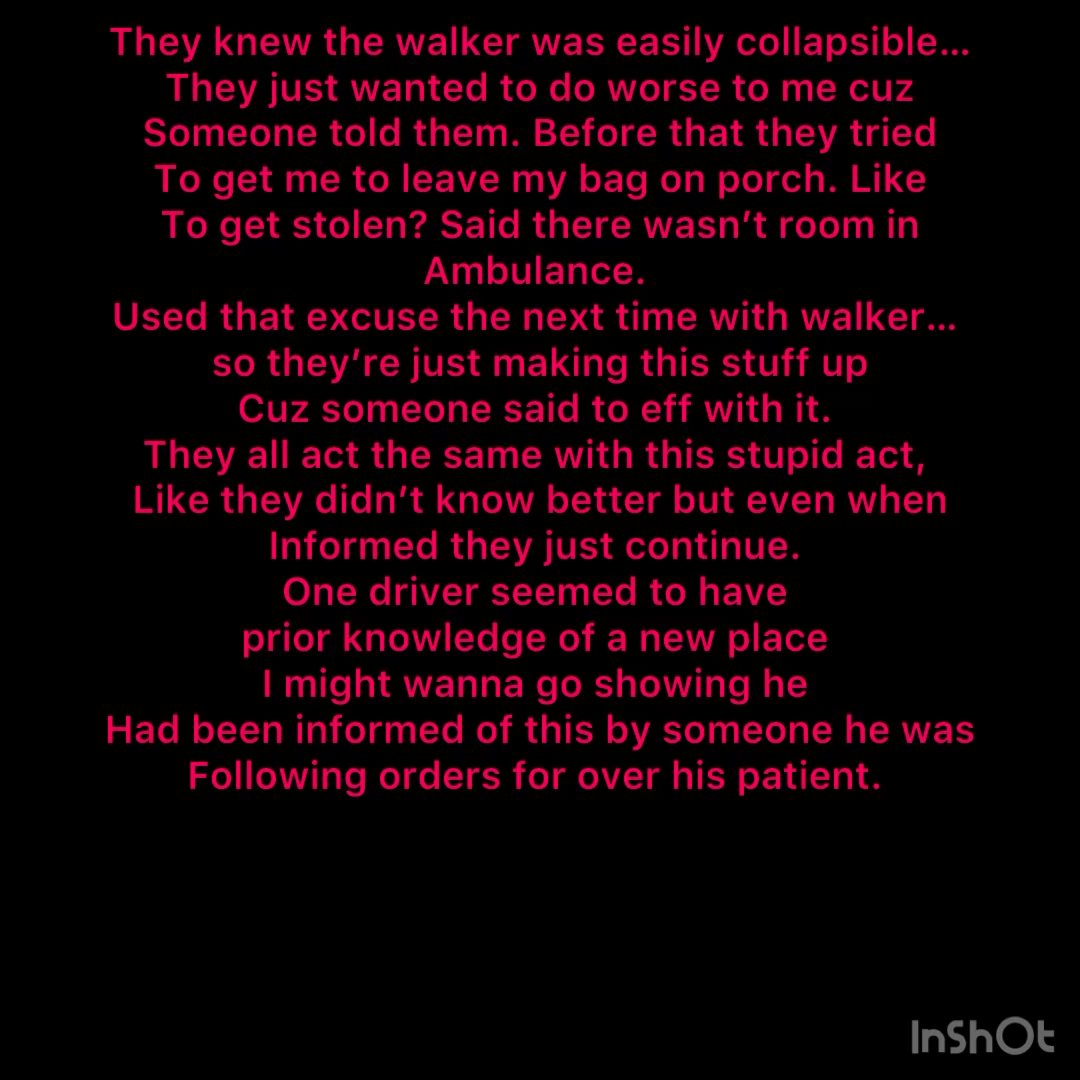 They knew the walker was easily collapsible...
They just wanted to do worse to me cuz
Someone told them. Before that they tried
To get me to leave my bag on porch. Like
To get stolen? Said there wasn’t room in
Ambulance.
Used that excuse the next time with walker...
so they’re just making this stuff up
Cuz someone said to eff with it.
They all act the same with this stupid act,
Like they didn’t know better but even when
Informed they just continue.
One driver seemed to have
prior knowledge of a new place
I might wanna go showing he
Had been informed of this by someone he was
Following orders for over his patient.
InShOt